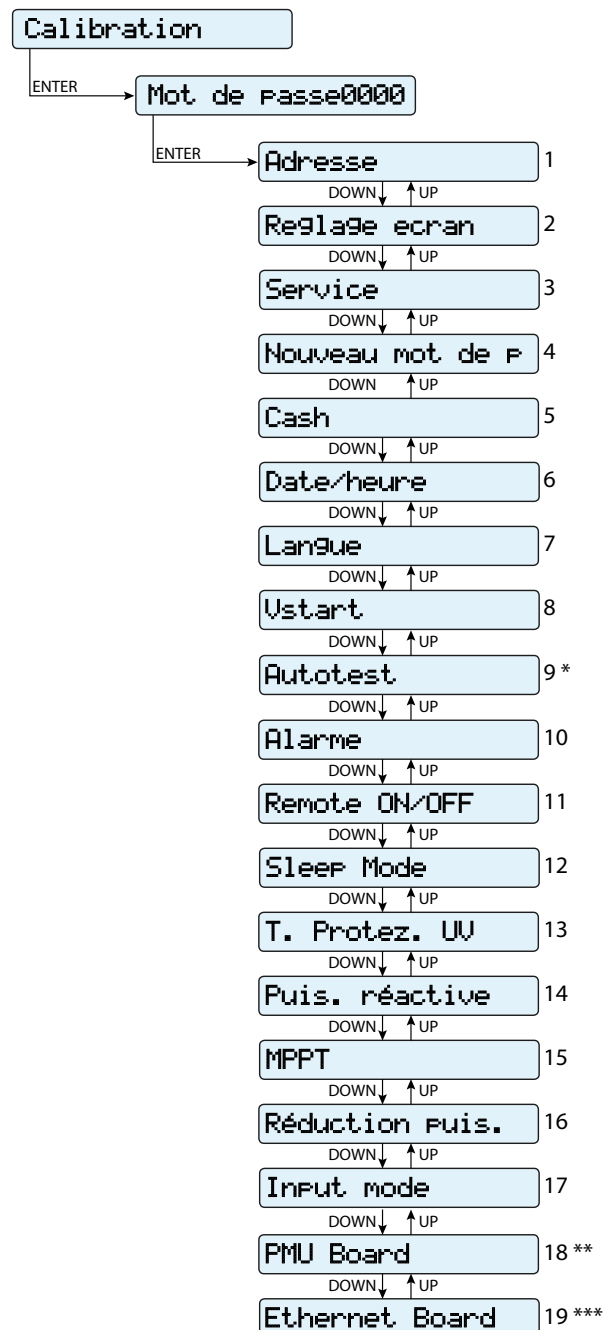 Calibration
ENTER
Mot de passe0000
ENTER
Adresse 1
DOWN UP
Reglage ecran 2
DOWN UP
Service 3
DOWN UP
Nouveau mot de p 4
DOWN UP
Cash 5
DOWN UP
Date/heure 6
DOWN UP
Langue 7
DOWN UP
Vstart 8
DOWN UP
Autotest 9 *
DOWN UP
Alarme 10
DOWN UP
Remote ON/OFF 11
DOWN UP
Sleep Mode 12
DOWN UP
T. Protez. UV 13
DOWN UP
Puis. réactive 14
DOWN UP
MPPT 15
DOWN UP
Réduction puis. 16
DOWN UP
Input mode 17
DOWN UP
PMU Board 18 **
DOWN UP
Ethernet Board 19 ***